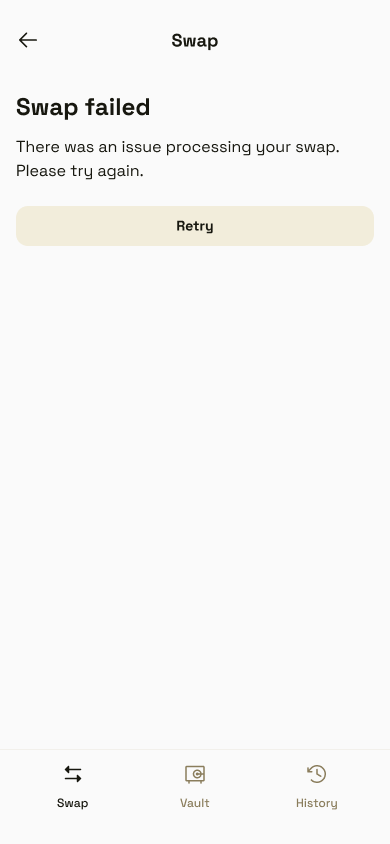 Swap
Swap failed
There was an issue processing your swap.
Please try again.
Retry
Swap
Vault
History